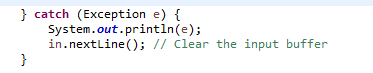 } catch (Exception e) {
System.out.println(e);
in.nextLine(); // Clear the input buffer
}